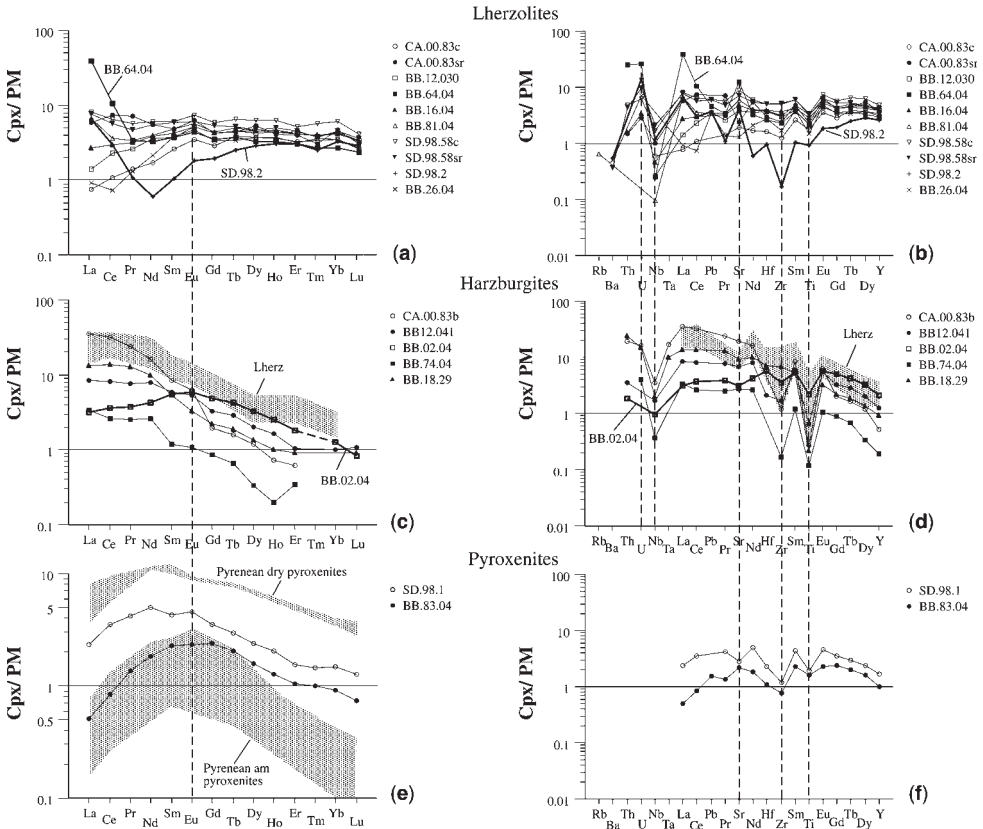 Lherzolites
100
10
1
0.1
Cpx/ PM
BB.64.04
SD.98.2
CA.00.83c
CA.00.83sr
BB.12.030
BB.64.04
BB.16.04
BB.81.04
SD.98.58c
SD.98.58sr
SD.98.2
BB.26.04
(a)
La Ce Pr Nd Sm Eu Gd Tb Dy Ho Er Tm Yb Lu
100
10
1
0.1
0.01
Cpx/ PM
BB.64.04
SD.98.2
CA.00.83c
CA.00.83sr
BB.12.030
BB.64.04
BB.16.04
BB.81.04
SD.98.58c
SD.98.58sr
SD.98.2
BB.26.04
(b)
Rb Ba Th U Nb Ta La Ce Pb Pr Sr Nd Hf Zr Sm Ti Eu Gd Tb Dy Y
Harzburgites
100
10
1
0.1
Cpx/ PM
Lherz
BB.02.04
CA.00.83b
BB12.041
BB.02.04
BB.74.04
BB.18.29
(c)
La Ce Pr Nd Sm Eu Gd Tb Dy Ho Er Tm Yb Lu
100
10
1
0.1
0.01
Cpx/ PM
Lherz
BB.02.04
CA.00.83b
BB12.041
BB.02.04
BB.74.04
BB.18.29
(d)
Rb Ba Th U Nb Ta La Ce Pb Pr Sr Nd Hf Zr Sm Ti Eu Gd Tb Dy Y
Pyroxenites
10
5
1
0.5
0.1
Cpx/ PM
Pyrenean dry pyroxenites
Pyrenean am
pyroxenites
SD.98.1
BB.83.04
(e)
La Ce Pr Nd Sm Eu Gd Tb Dy Ho Er Tm Yb Lu
100
10
1
0.1
0.01
Cpx/ PM
SD.98.1
BB.83.04
(f)
Rb Ba Th U Nb Ta La Ce Pb Pr Sr Nd Hf Zr Sm Ti Eu Gd Tb Dy Y